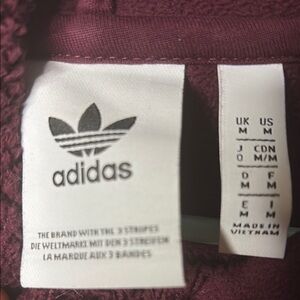 adidas
THE BRAND WITH THE 3 STRIPES
DIE WELTMARKE MIT DEN 3 STREIFEN
LA MARQUE AUX 3 BANDES
UK US
M M
J CDN
O M/M
D F
M M
E I
M M
MADE IN
VIETNAM